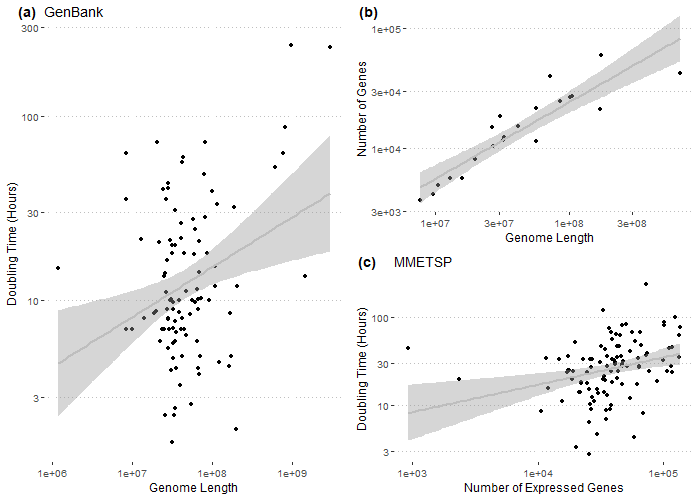 (a) GenBank
300
100
30
10
3
1e+06 1e+07 1e+08 1e+09
Genome Length
Doubling Time (Hours)
(b)
1e+05
3e+04
1e+04
3e+03
1e+07 3e+07 1e+08 3e+08
Genome Length
Number of Genes
(c) MMETSP
100
30
10
3
1e+03 1e+04 1e+05
Number of Expressed Genes
Doubling Time (Hours)